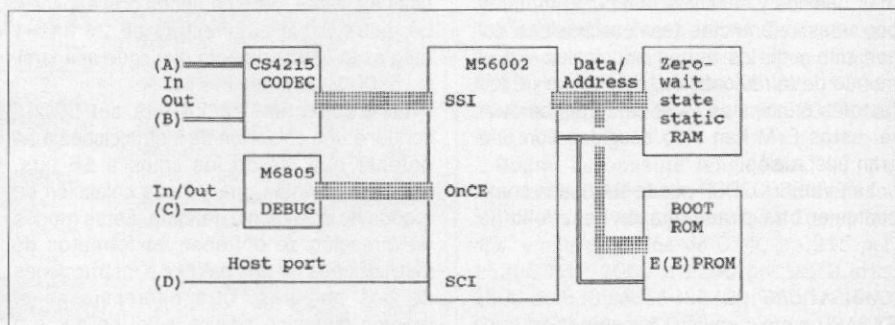 (A)
In
Out
(B)
CS4215
CODEC
M56002
SSI
Data/
Address
Zero-
wait
state
static
RAM
M6805
DEBUG
In/Out
(C)
OnCE
BOOT
ROM
E(E)PROM
Host port
(D)
SCI